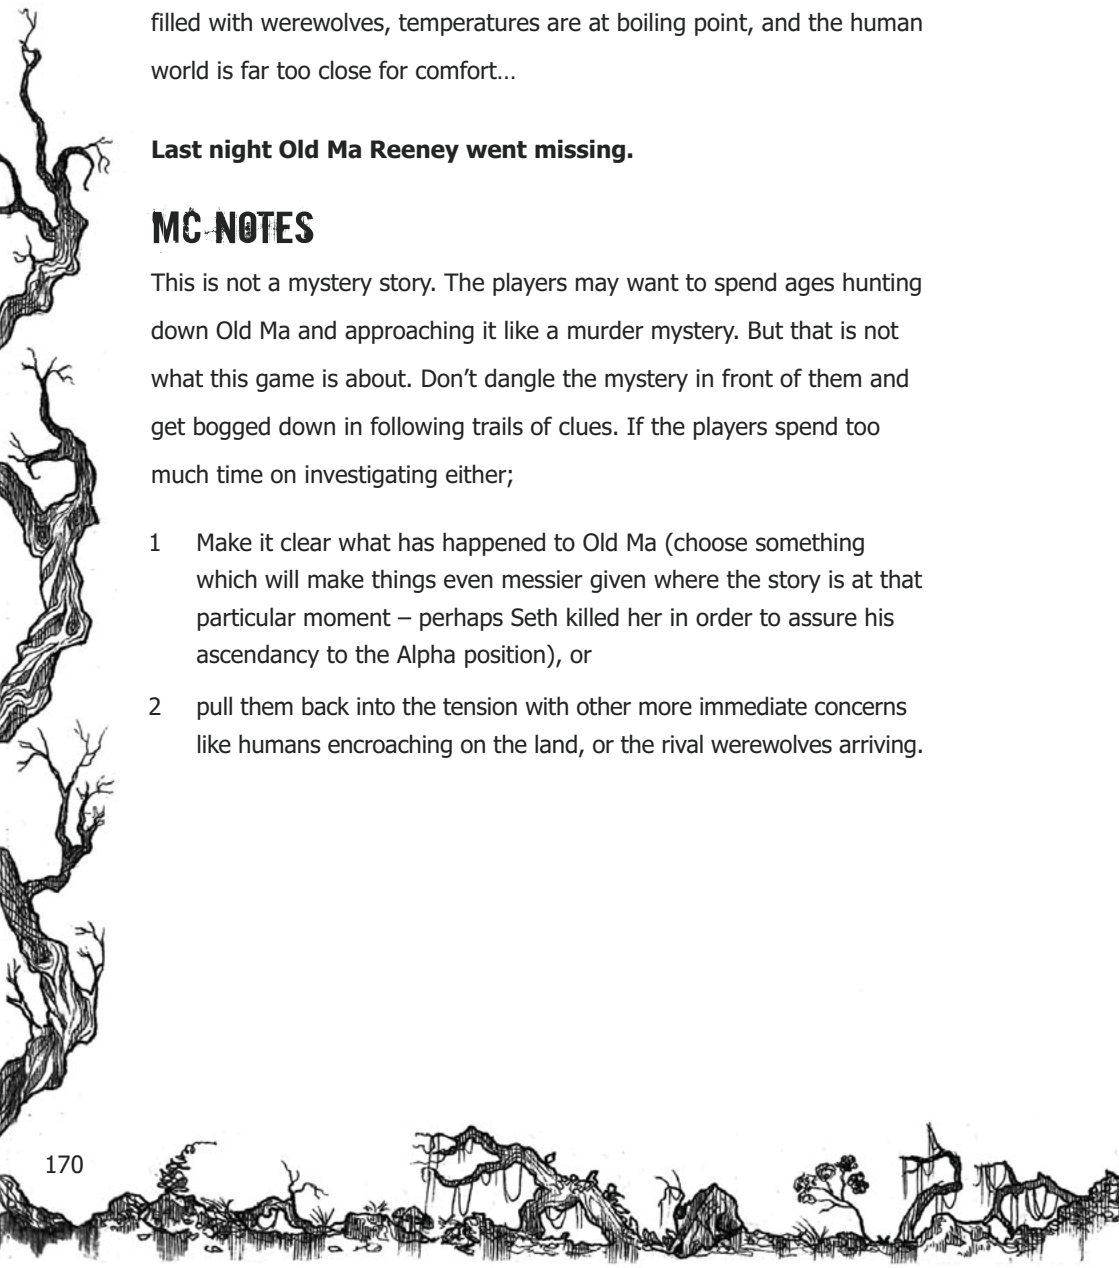 filled with werewolves, temperatures are at boiling point, and the human
world is far too close for comfort…
Last night Old Ma Reeney went missing.
MC NOTES
This is not a mystery story. The players may want to spend ages hunting
down Old Ma and approaching it like a murder mystery. But that is not
what this game is about. Don’t dangle the mystery in front of them and
get bogged down in following trails of clues. If the players spend too
much time on investigating either;
1 Make it clear what has happened to Old Ma (choose something
which will make things even messier given where the story is at that
particular moment – perhaps Seth killed her in order to assure his
ascendancy to the Alpha position), or
2 pull them back into the tension with other more immediate concerns
like humans encroaching on the land, or the rival werewolves arriving.
170